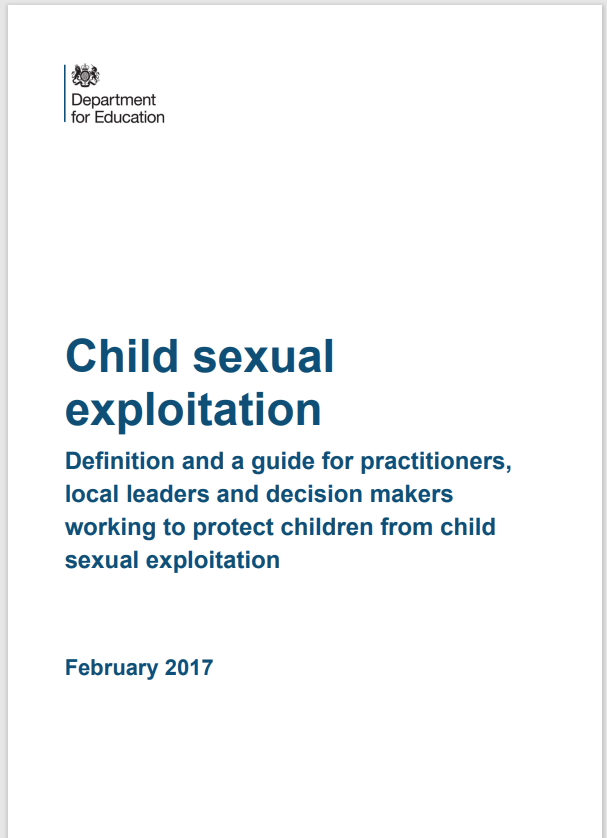 Department
for Education
Child sexual
exploitation
Definition and a guide for practitioners,
local leaders and decision makers
working to protect children from child
sexual exploitation
February 2017